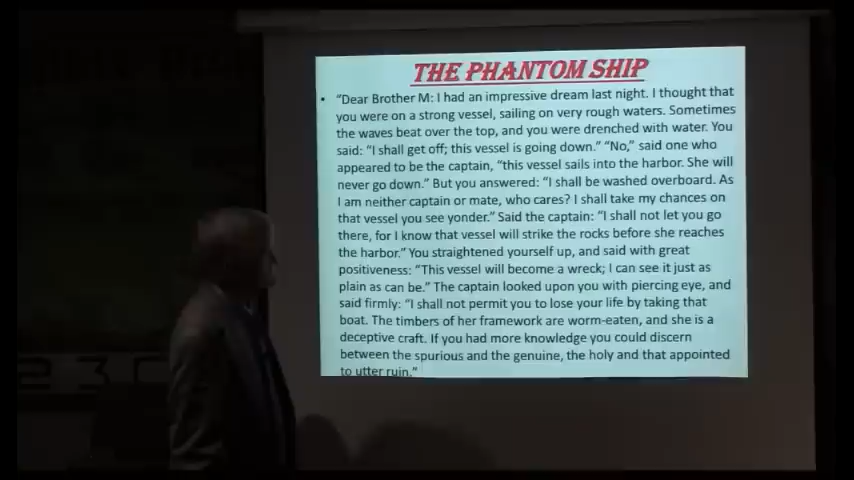 THE PHANTOM SHIP
• "Dear Brother M: I had an impressive dream last night. I thought that
you were on a strong vessel, sailing on very rough waters. Sometimes
the waves beat over the top, and you were drenched with water. You
said: "I shall get off; this vessel is going down." "No," said one who
appeared to be the captain, "this vessel sails into the harbor. She will
never go down." But you answered: "I shall be washed overboard. As
I am neither captain or mate, who cares? I shall take my chances on
that vessel you see yonder." Said the captain: "I shall not let you go
there, for I know that vessel will strike the rocks before she reaches
the harbor." You straightened yourself up, and said with great
positiveness: "This vessel will become a wreck; I can see it just as
plain as can be." The captain looked upon you with piercing eye, and
said firmly: "I shall not permit you to lose your life by taking that
boat. The timbers of her framework are worm-eaten, and she is a
deceptive craft. If you had more knowledge you could discern
between the spurious and the genuine, the holy and that appointed
to utter ruin."
230